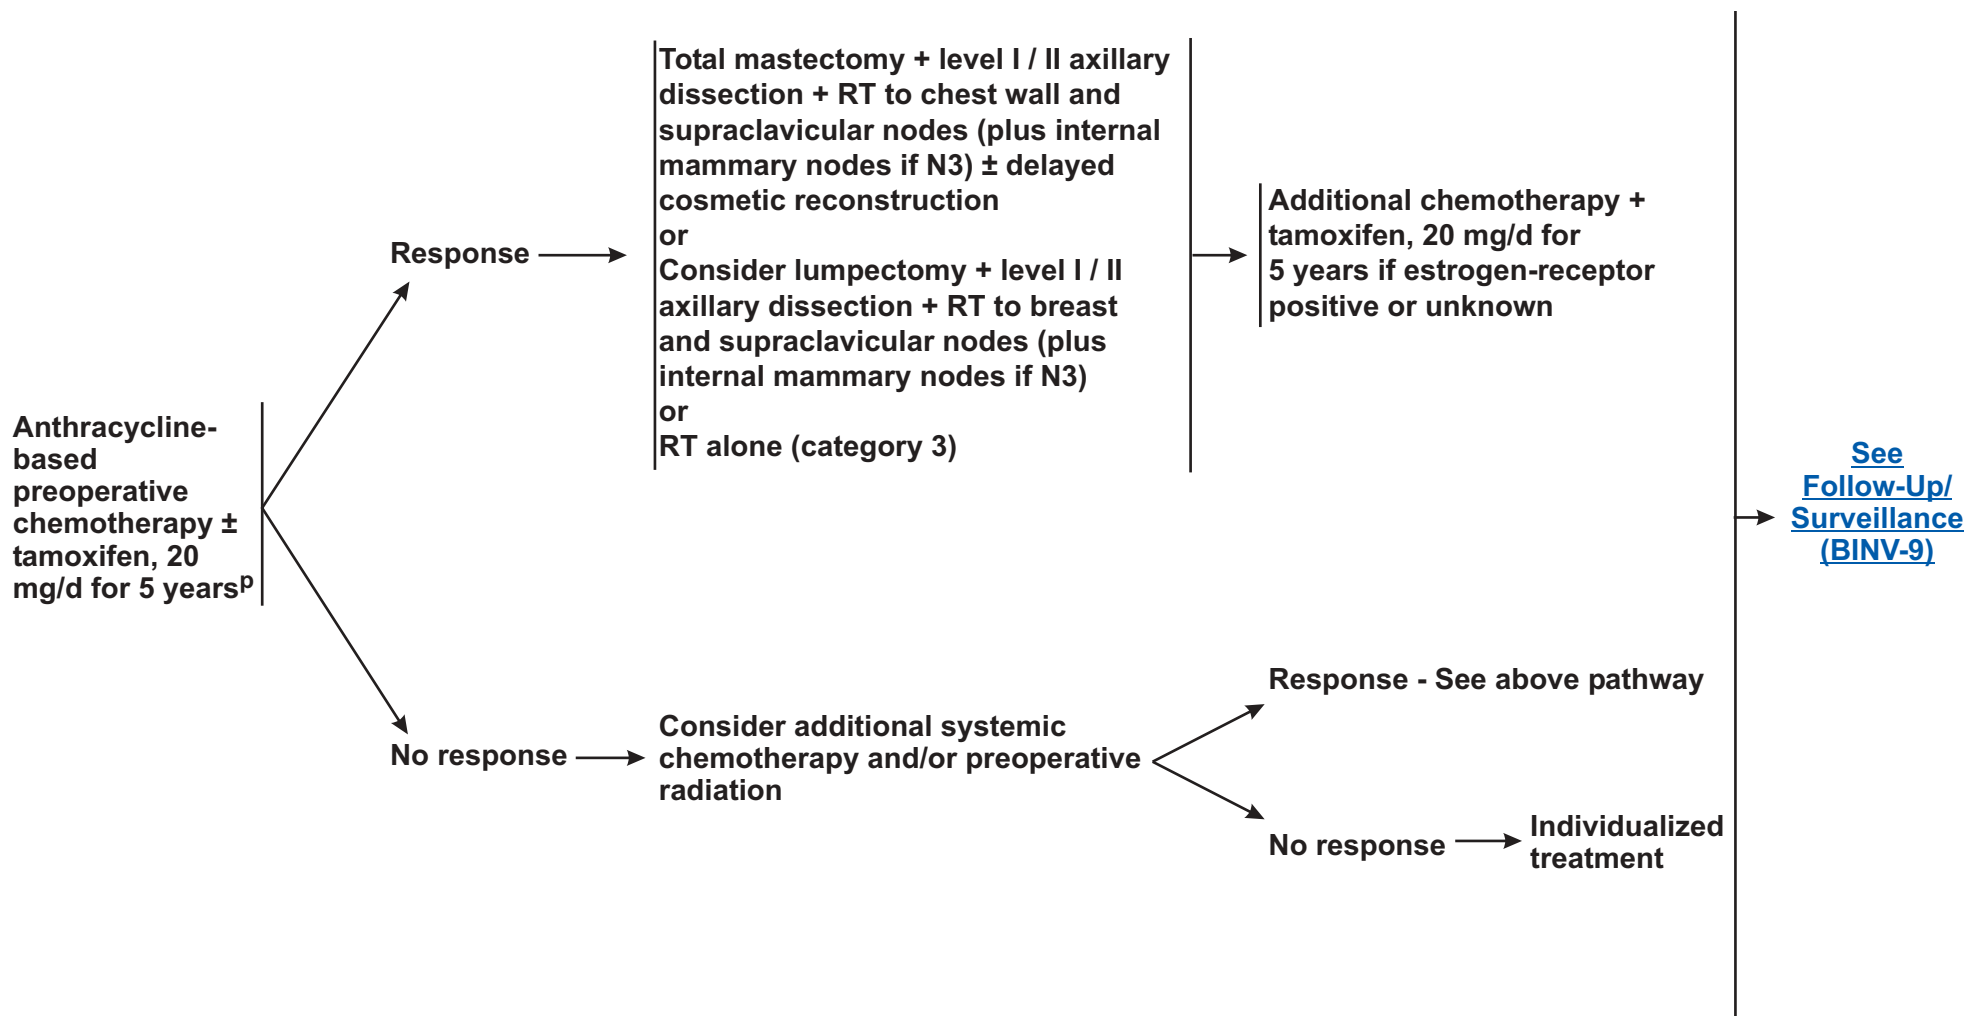 Anthracycline-
based
preoperative
chemotherapy ±
tamoxifen, 20
mg/d for 5 yearsᵖ
Response
Total mastectomy + level I / II axillary
dissection + RT to chest wall and
supraclavicular nodes (plus internal
mammary nodes if N3) ± delayed
cosmetic reconstruction
or
Consider lumpectomy + level I / II
axillary dissection + RT to breast
and supraclavicular nodes (plus
internal mammary nodes if N3)
or
RT alone (category 3)
Additional chemotherapy +
tamoxifen, 20 mg/d for
5 years if estrogen-receptor
positive or unknown
No response
Consider additional systemic
chemotherapy and/or preoperative
radiation
Response - See above pathway
No response
Individualized
treatment
See
Follow-Up/
Surveillance
(BINV-9)